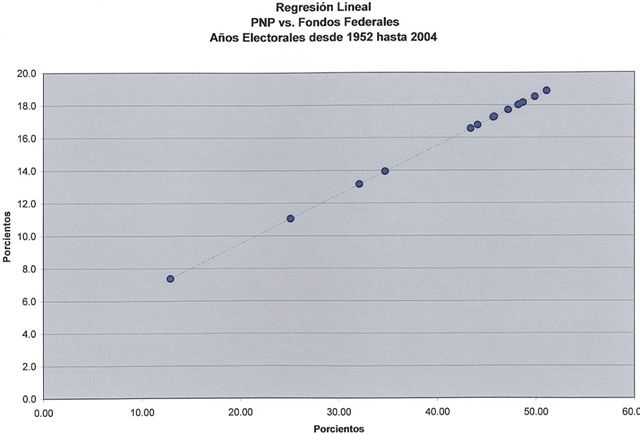 Regresión Lineal
PNP vs. Fondos Federales
Años Electorales desde 1952 hasta 2004
20.0
18.0
16.0
14.0
12.0
10.0
8.0
6.0
4.0
2.0
0.0
Porcientos
0.00 10.00 20.00 30.00 40.00 50.00 60.0
Porcientos